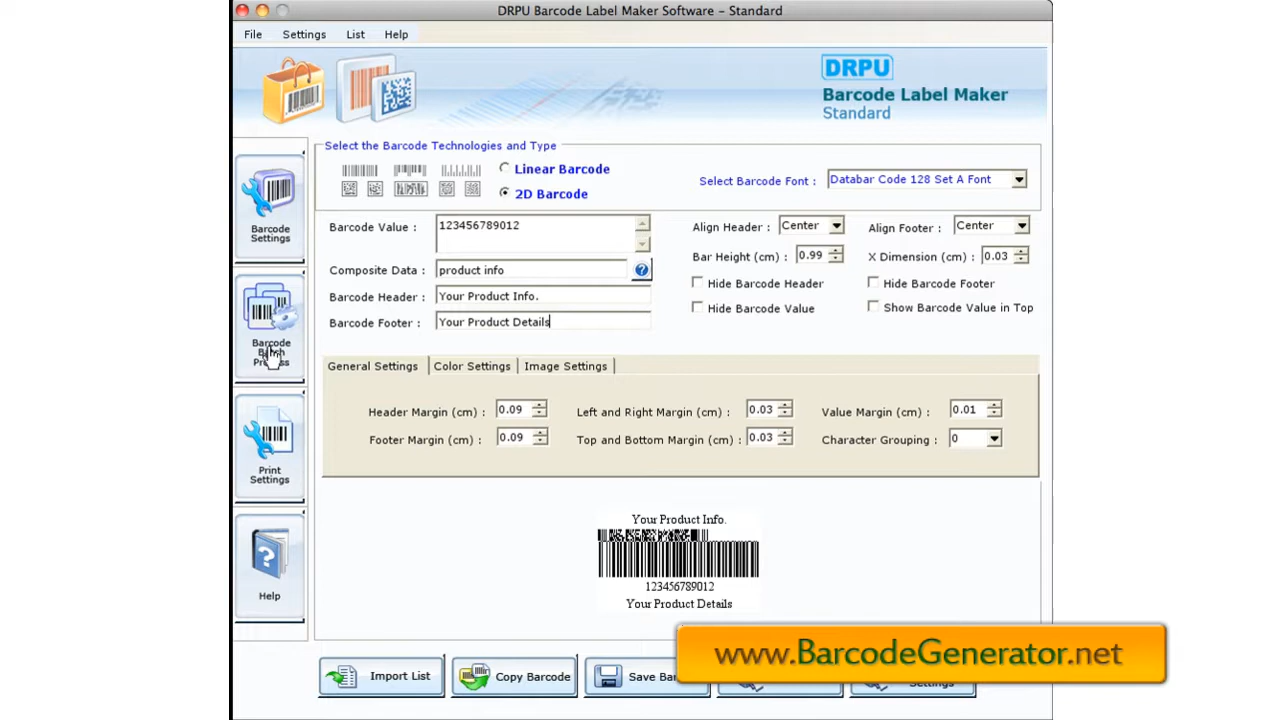 DRPU Barcode Label Maker Software - Standard
File Settings List Help
DRPU
Barcode Label Maker
Standard
Select the Barcode Technologies and Type
Linear Barcode
2D Barcode
Select Barcode Font : Databar Code 128 Set A Font
Barcode Settings
Barcode Value : 123456789012
Composite Data : product info
Barcode Header : Your Product Info.
Barcode Footer : Your Product Details
Align Header : Center
Align Footer : Center
Bar Height (cm) : 0.99
X Dimension (cm) : 0.03
Hide Barcode Header
Hide Barcode Footer
Hide Barcode Value
Show Barcode Value in Top
Barcode Batch Process
General Settings Color Settings Image Settings
Header Margin (cm) : 0.09
Left and Right Margin (cm) : 0.03
Value Margin (cm) : 0.01
Footer Margin (cm) : 0.09
Top and Bottom Margin (cm) : 0.03
Character Grouping : 0
Print Settings
Help
Your Product Info.
123456789012
Your Product Details
www.BarcodeGenerator.net
Import List
Copy Barcode
Save
Settings